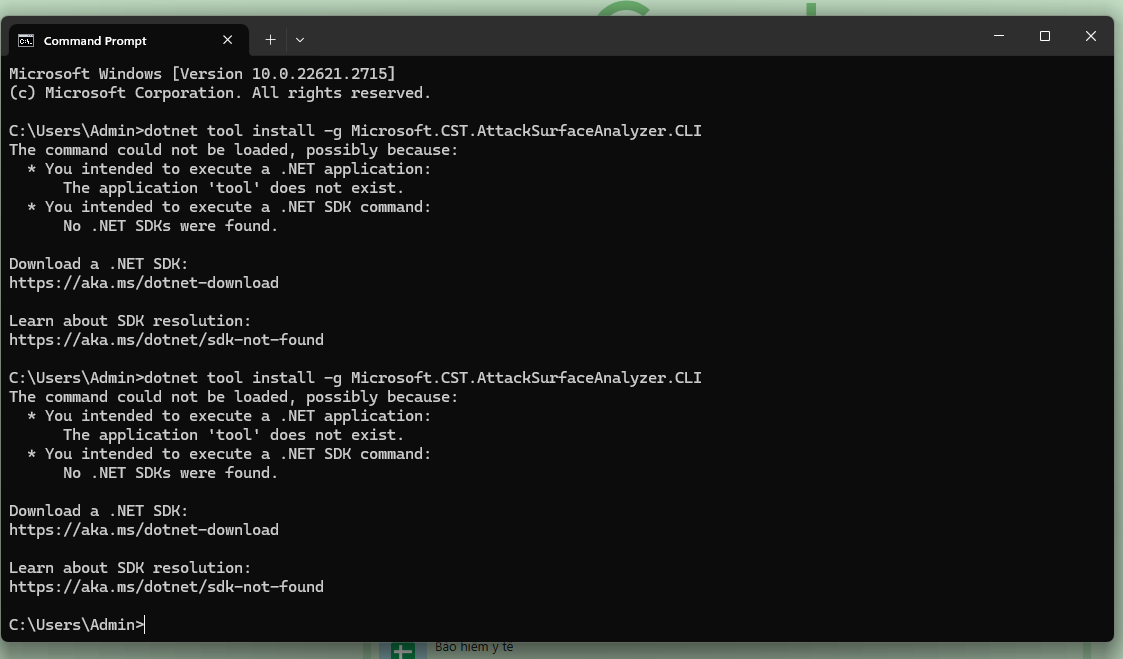 Command Prompt
Microsoft Windows [Version 10.0.22621.2715]
(c) Microsoft Corporation. All rights reserved.
C:\Users\Admin>dotnet tool install -g Microsoft.CST.AttackSurfaceAnalyzer.CLI
The command could not be loaded, possibly because:
* You intended to execute a .NET application:
The application 'tool' does not exist.
* You intended to execute a .NET SDK command:
No .NET SDKs were found.
Download a .NET SDK:
https://aka.ms/dotnet-download
Learn about SDK resolution:
https://aka.ms/dotnet/sdk-not-found
C:\Users\Admin>dotnet tool install -g Microsoft.CST.AttackSurfaceAnalyzer.CLI
The command could not be loaded, possibly because:
* You intended to execute a .NET application:
The application 'tool' does not exist.
* You intended to execute a .NET SDK command:
No .NET SDKs were found.
Download a .NET SDK:
https://aka.ms/dotnet-download
Learn about SDK resolution:
https://aka.ms/dotnet/sdk-not-found
C:\Users\Admin>